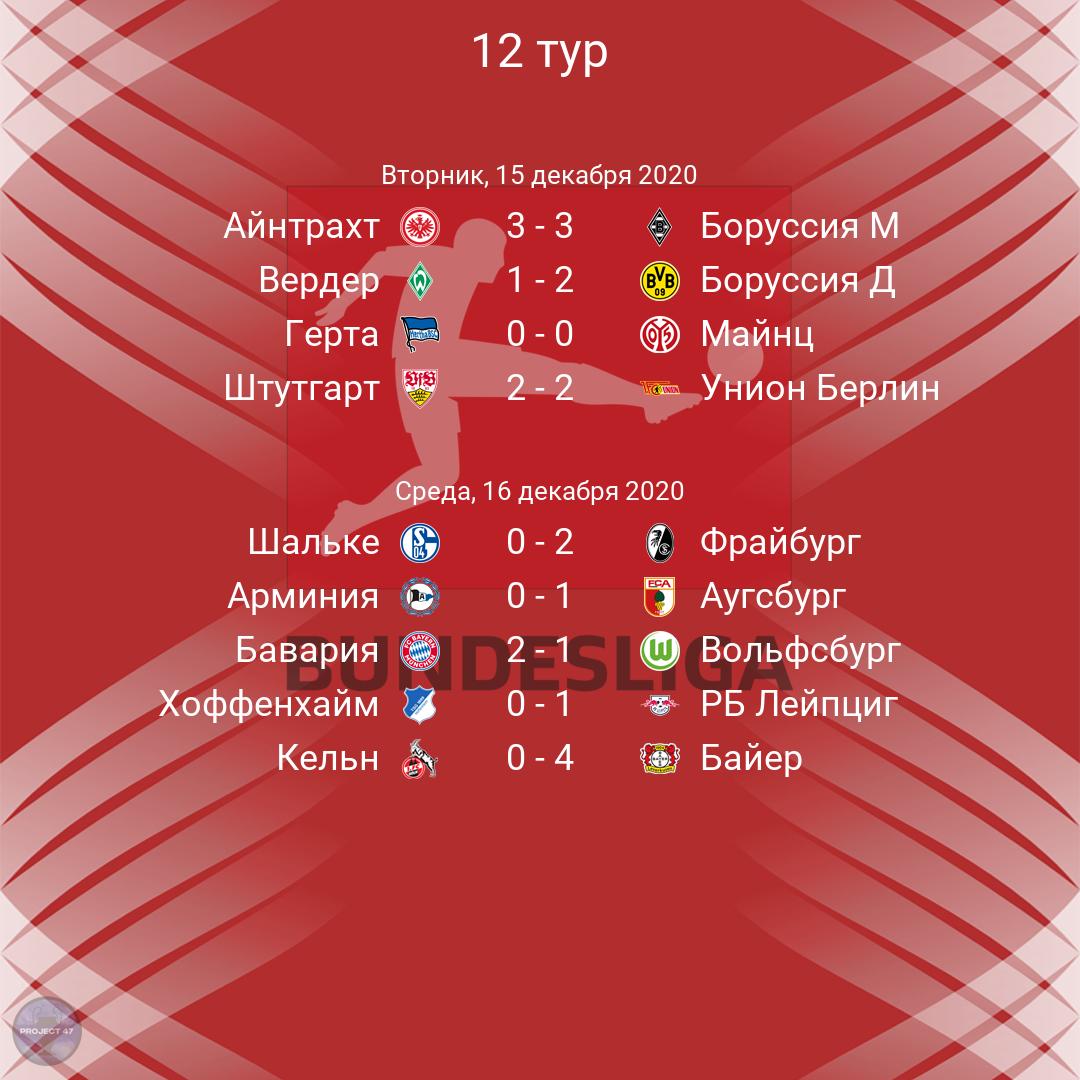 12 тур
Вторник, 15 декабря 2020
Айнтрахт 3 - 3 Боруссия М
Вердер 1 - 2 Боруссия Д
Герта 0 - 0 Майнц
Штутгарт 2 - 2 Унион Берлин
Среда, 16 декабря 2020
Шальке 0 - 2 Фрайбург
Арминия 0 - 1 Аугсбург
Бавария 2 - 1 Вольфсбург
BUNDESLIGA
Хоффенхайм 0 - 1 РБ Лейпциг
Кельн 0 - 4 Байер
PROJECT 47